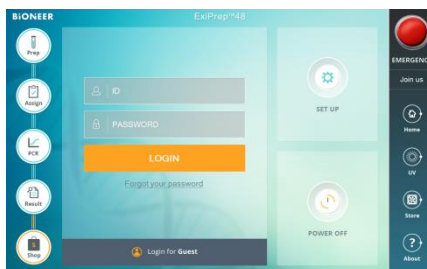 BiONEER
ExiPrep™48
EMERGENC
Join us
Prep
Assign
PCR
Result
Shop
ID
PASSWORD
LOGIN
Forgot your password
Login for Guest
SET UP
POWER OFF
Home
UV
Store
About